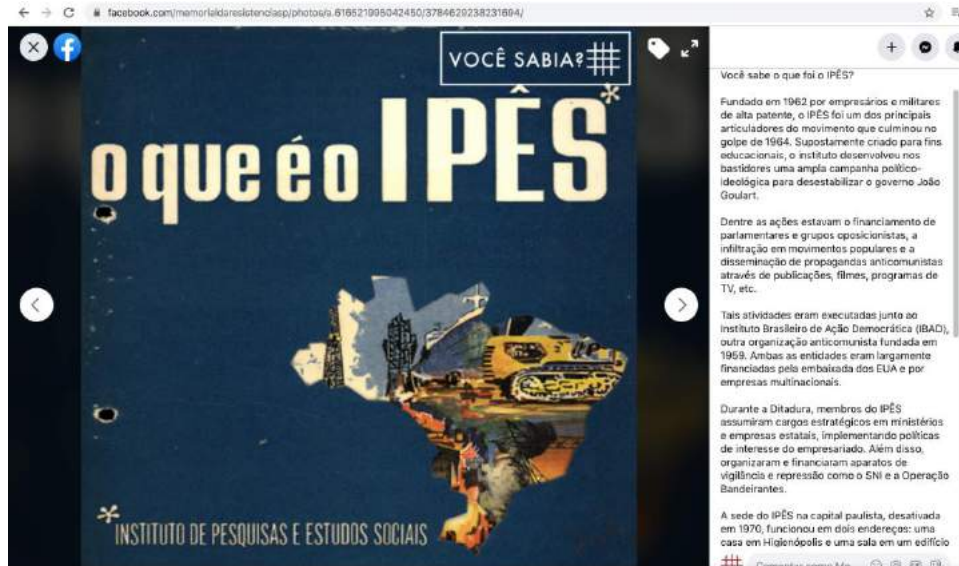 facebook.com/memorialdaresistenciasp/photos/a.616521995042450/3784629238231694/
VOCÊ SABIA?
o que é o IPÊS*
* INSTITUTO DE PESQUISAS E ESTUDOS SOCIAIS
Você sabe o que foi o IPÊS?
Fundado em 1962 por empresários e militares
de alta patente, o IPÊS foi um dos principais
articuladores do movimento que culminou no
golpe de 1964. Supostamente criado para fins
educacionais, o instituto desenvolveu nos
bastidores uma ampla campanha político-
ideológica para desestabilizar o governo João
Goulart.
Dentre as ações estavam o financiamento de
parlamentares e grupos oposicionistas, a
infiltração em movimentos populares e a
disseminação de propagandas anticomunistas
através de publicações, filmes, programas de
TV, etc.
Tais atividades eram executadas junto ao
Instituto Brasileiro de Ação Democrática (IBAD),
outra organização anticomunista fundada em
1959. Ambas as entidades eram largamente
financiadas pela embaixada dos EUA e por
empresas multinacionais.
Durante a Ditadura, membros do IPÊS
assumiram cargos estratégicos em ministérios
e empresas estatais, implementando políticas
de interesse do empresariado. Além disso,
organizaram e financiaram aparatos de
vigilância e repressão como o SNI e a Operação
Bandeirantes.
A sede do IPÊS na capital paulista, desativada
em 1970, funcionou em dois endereços: uma
casa em Higienópolis e uma sala em um edifício
Comentar como